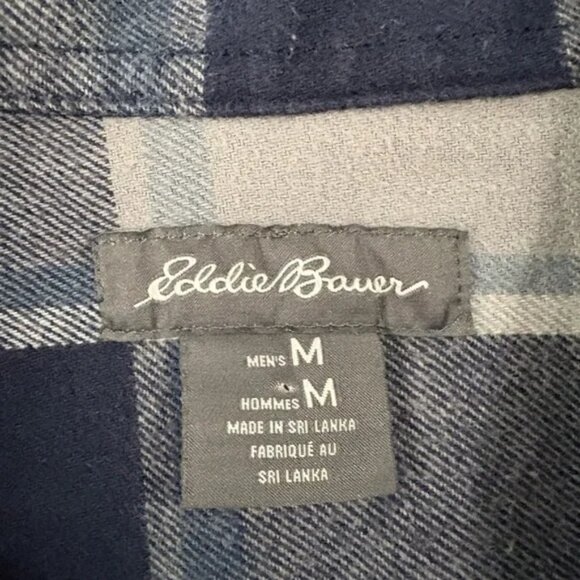 Eddie Bauer
MEN'S M
HOMMES M
MADE IN SRI LANKA
FABRIQUÉ AU
SRI LANKA